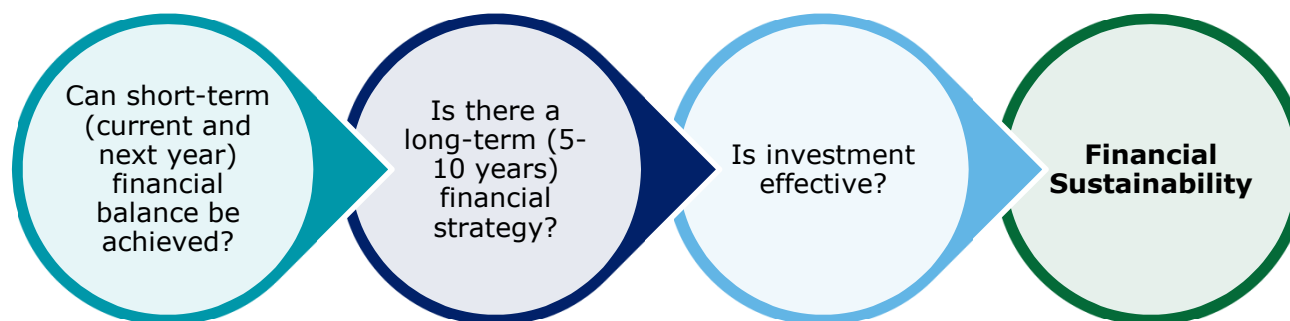 Can short-term
(current and
next year)
financial
balance be
achieved?
Is there a
long-term (5-
10 years)
financial
strategy?
Is investment
effective?
Financial
Sustainability